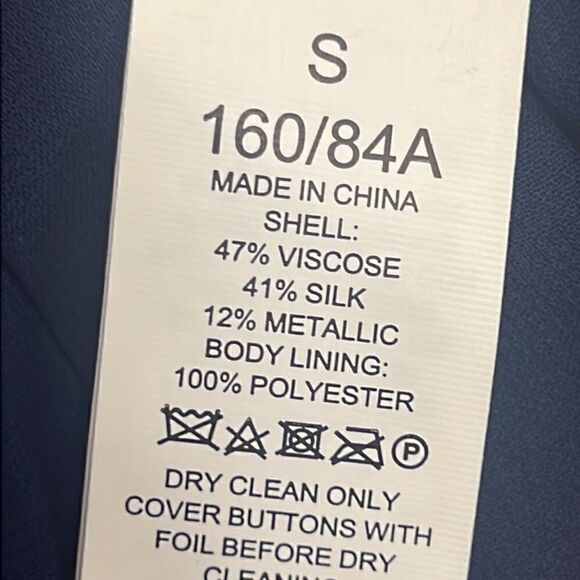 S
160/84A
MADE IN CHINA
SHELL:
47% VISCOSE
41% SILK
12% METALLIC
BODY LINING:
100% POLYESTER
P
DRY CLEAN ONLY
COVER BUTTONS WITH
FOIL BEFORE DRY
CLEANING